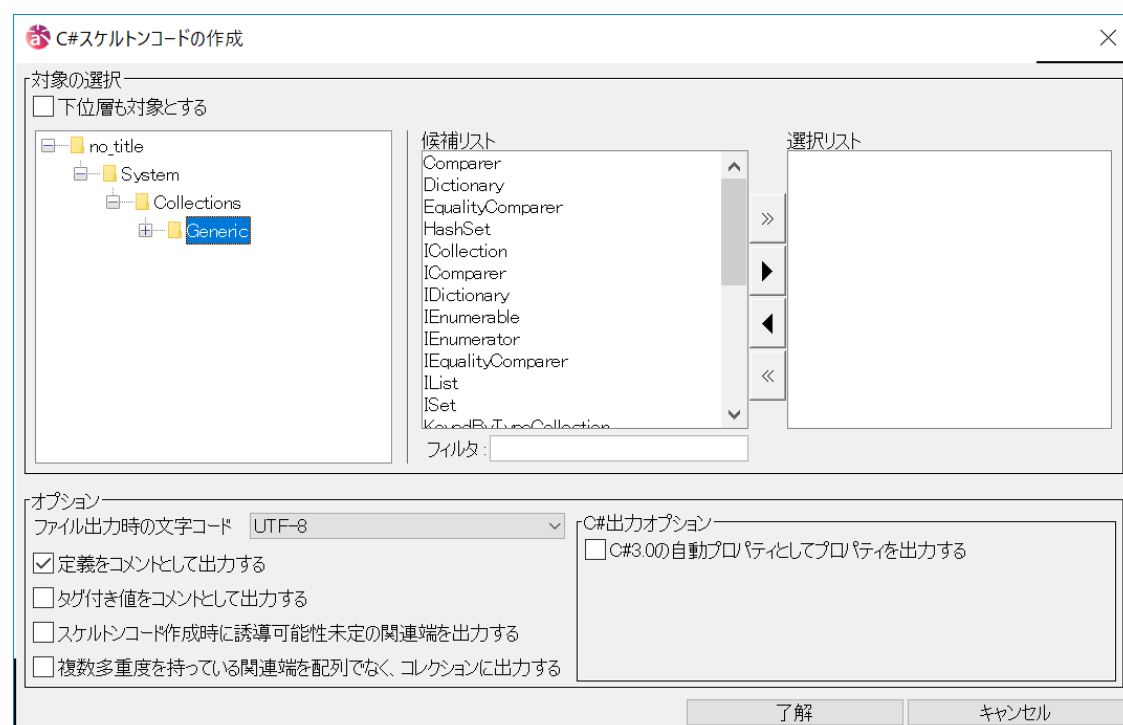 C#スケルトンコードの作成
対象の選択
下位層も対象とする
no_title
System
Collections
Generic
候補リスト
Comparer
Dictionary
EqualityComparer
HashSet
ICollection
IComparer
IDictionary
IEnumerable
IEnumerator
IEqualityComparer
IList
ISet
KeyedByTypeCollection
フィルタ :
選択リスト
オプション
ファイル出力時の文字コード UTF-8
定義をコメントとして出力する
タグ付き値をコメントとして出力する
スケルトンコード作成時に誘導可能性未定の関連端を出力する
複数多重度を持っている関連端を配列でなく、コレクションに出力する
C#出力オプション
C#3.0の自動プロパティとしてプロパティを出力する
了解
キャンセル